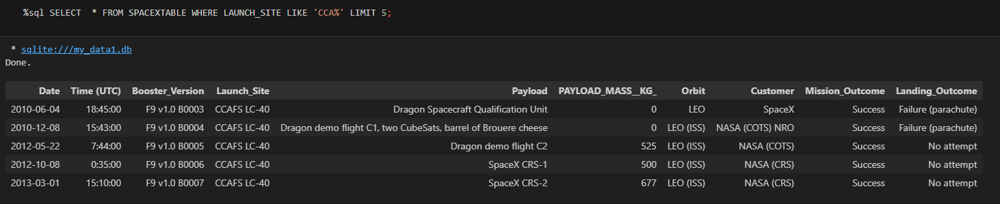 %sql SELECT  * FROM SPACEXTABLE WHERE LAUNCH_SITE LIKE 'CCA%' LIMIT 5;
* sqlite:///my_data1.db
Done.
Date Time (UTC) Booster_Version Launch_Site Payload PAYLOAD_MASS__KG_ Orbit Customer Mission_Outcome Landing_Outcome
2010-06-04 18:45:00 F9 v1.0 B0003 CCAFS LC-40 Dragon Spacecraft Qualification Unit 0 LEO SpaceX Success Failure (parachute)
2010-12-08 15:43:00 F9 v1.0 B0004 CCAFS LC-40 Dragon demo flight C1, two CubeSats, barrel of Brouere cheese 0 LEO (ISS) NASA (COTS) NRO Success Failure (parachute)
2012-05-22 7:44:00 F9 v1.0 B0005 CCAFS LC-40 Dragon demo flight C2 525 LEO (ISS) NASA (COTS) Success No attempt
2012-10-08 0:35:00 F9 v1.0 B0006 CCAFS LC-40 SpaceX CRS-1 500 LEO (ISS) NASA (CRS) Success No attempt
2013-03-01 15:10:00 F9 v1.0 B0007 CCAFS LC-40 SpaceX CRS-2 677 LEO (ISS) NASA (CRS) Success No attempt